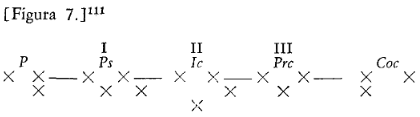 [Figura 7.]¹¹¹
I II III
P Ps Ic Prc Coc